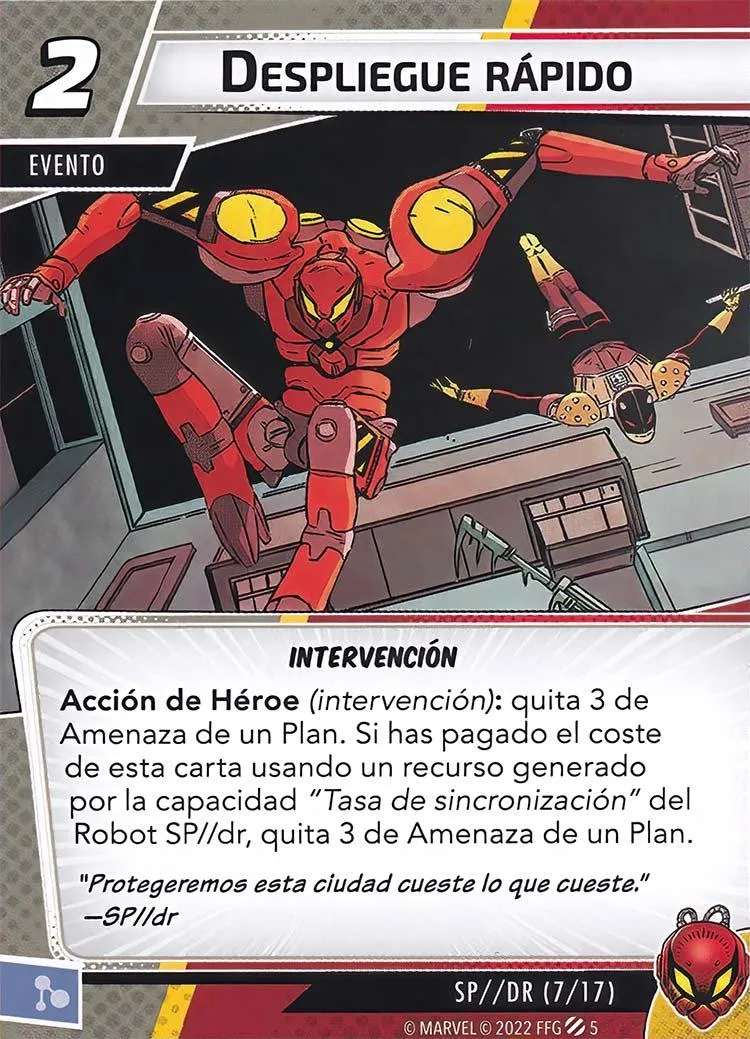 2
DESPLIEGUE RÁPIDO
EVENTO
INTERVENCIÓN
Acción de Héroe (intervención): quita 3 de
Amenaza de un Plan. Si has pagado el coste
de esta carta usando un recurso generado
por la capacidad “Tasa de sincronización” del
Robot SP//dr, quita 3 de Amenaza de un Plan.
"Protegeremos esta ciudad cueste lo que cueste."
—SP//dr
SP//DR (7/17)
© MARVEL © 2022 FFG 5